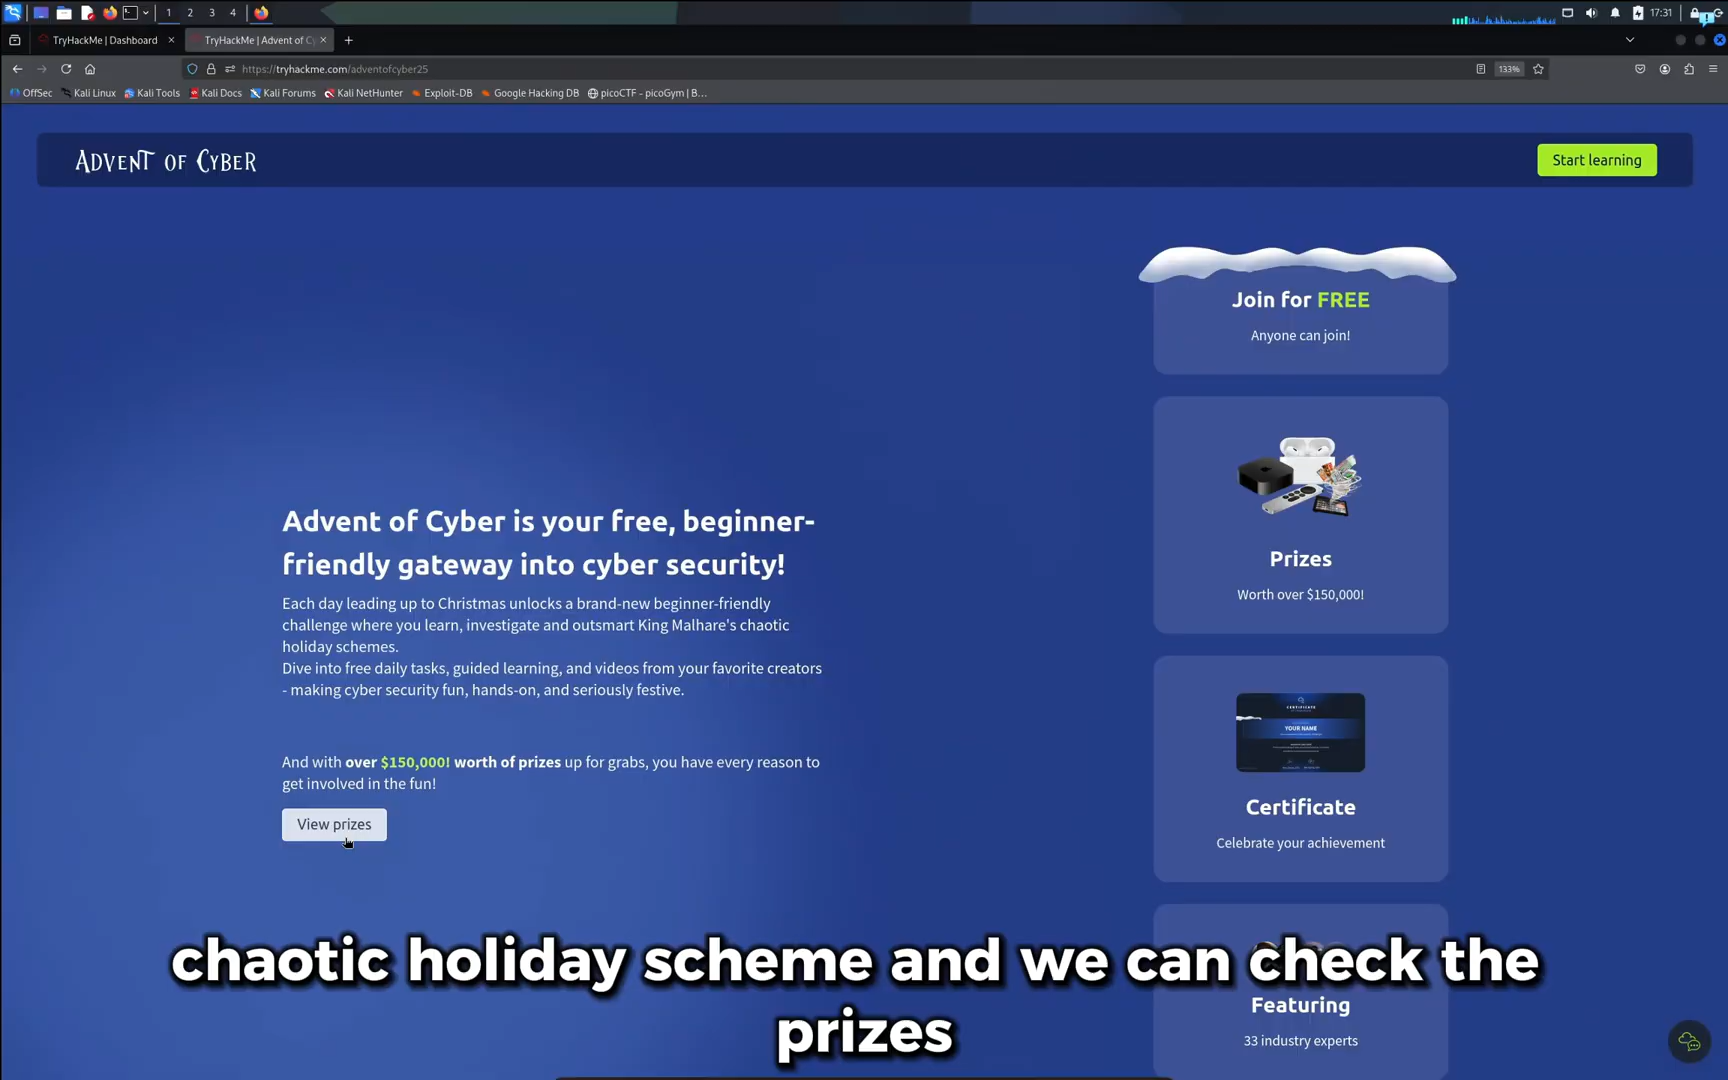 1 2 3 4
17:31
TryHackMe | Dashboard
TryHackMe | Advent of C
https://tryhackme.com/adventofcyber25
133%
OffSec Kali Linux Kali Tools Kali Docs Kali Forums Kali NetHunter Exploit-DB Google Hacking DB picoCTF - picoGym | B...
ADVENT OF CYBER
Start learning
Join for FREE
Anyone can join!
Prizes
Worth over $150,000!
Advent of Cyber is your free, beginner-
friendly gateway into cyber security!
Each day leading up to Christmas unlocks a brand-new beginner-friendly
challenge where you learn, investigate and outsmart King Malhare's chaotic
holiday schemes.
Dive into free daily tasks, guided learning, and videos from your favorite creators
- making cyber security fun, hands-on, and seriously festive.
And with over $150,000! worth of prizes up for grabs, you have every reason to
get involved in the fun!
View prizes
CERTIFICATE
YOUR NAME
Certificate
Celebrate your achievement
Featuring
33 industry experts
chaotic holiday scheme and we can check the
prizes